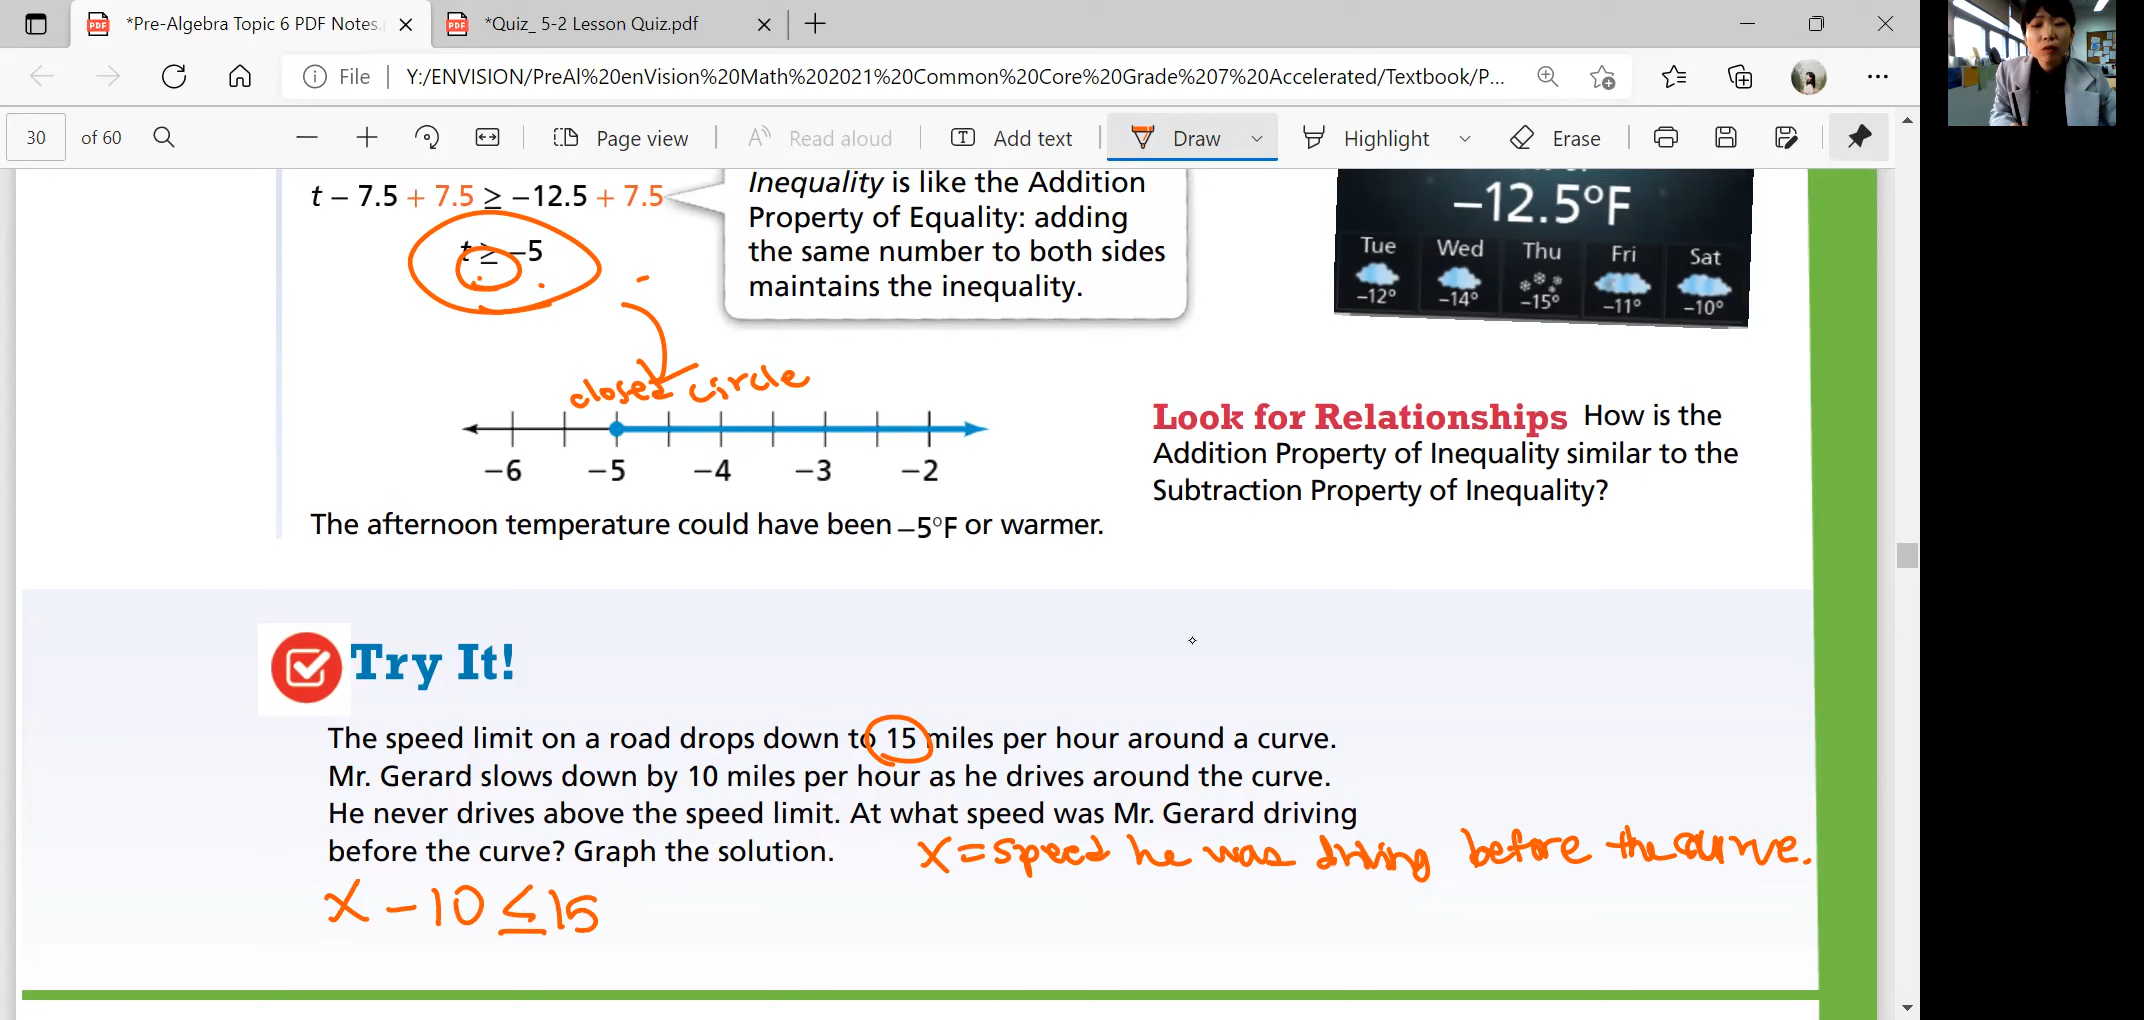 *Pre-Algebra Topic 6 PDF Notes.
*Quiz_ 5-2 Lesson Quiz.pdf
File
Y:/ENVISION/PreAl%20enVision%20Math%202021%20Common%20Core%20Grade%207%20Accelerated/Textbook/P...
30 of 60
Page view
Read aloud
Add text
Draw
Highlight
Erase
t − 7.5 + 7.5 ≥ −12.5 + 7.5
t ≥ −5
Inequality is like the Addition
Property of Equality: adding
the same number to both sides
maintains the inequality.
−12.5°F
Tue Wed Thu Fri Sat
−12° −14° −15° −11° −10°
closed circle
−6 −5 −4 −3 −2
The afternoon temperature could have been −5°F or warmer.
Look for Relationships How is the
Addition Property of Inequality similar to the
Subtraction Property of Inequality?
Try It!
The speed limit on a road drops down to 15 miles per hour around a curve.
Mr. Gerard slows down by 10 miles per hour as he drives around the curve.
He never drives above the speed limit. At what speed was Mr. Gerard driving
before the curve? Graph the solution.
x = speed he was driving before the curve.
x − 10 ≤ 15